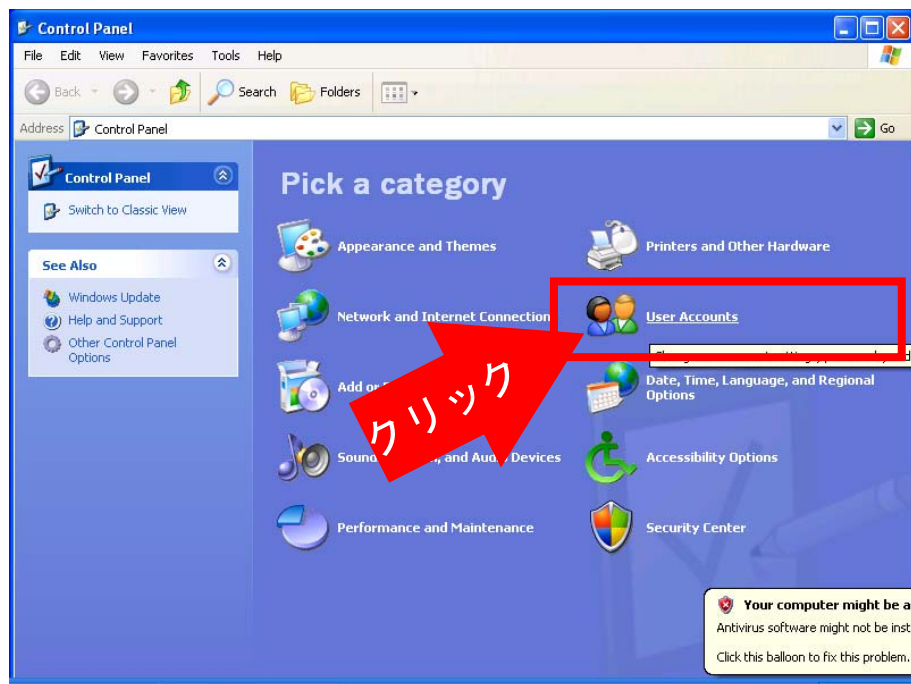 Control Panel
File Edit View Favorites Tools Help
Back Search Folders
Address Control Panel Go
Control Panel
Switch to Classic View
See Also
Windows Update
Help and Support
Other Control Panel
Options
Pick a category
Appearance and Themes
Printers and Other Hardware
Network and Internet Connection
User Accounts
クリック
Add or
Date, Time, Language, and Regional
Options
and Audio Devices
Accessibility Options
Performance and Maintenance
Security Center
Your computer might be a
Antivirus software might not be inst
Click this balloon to fix this problem.